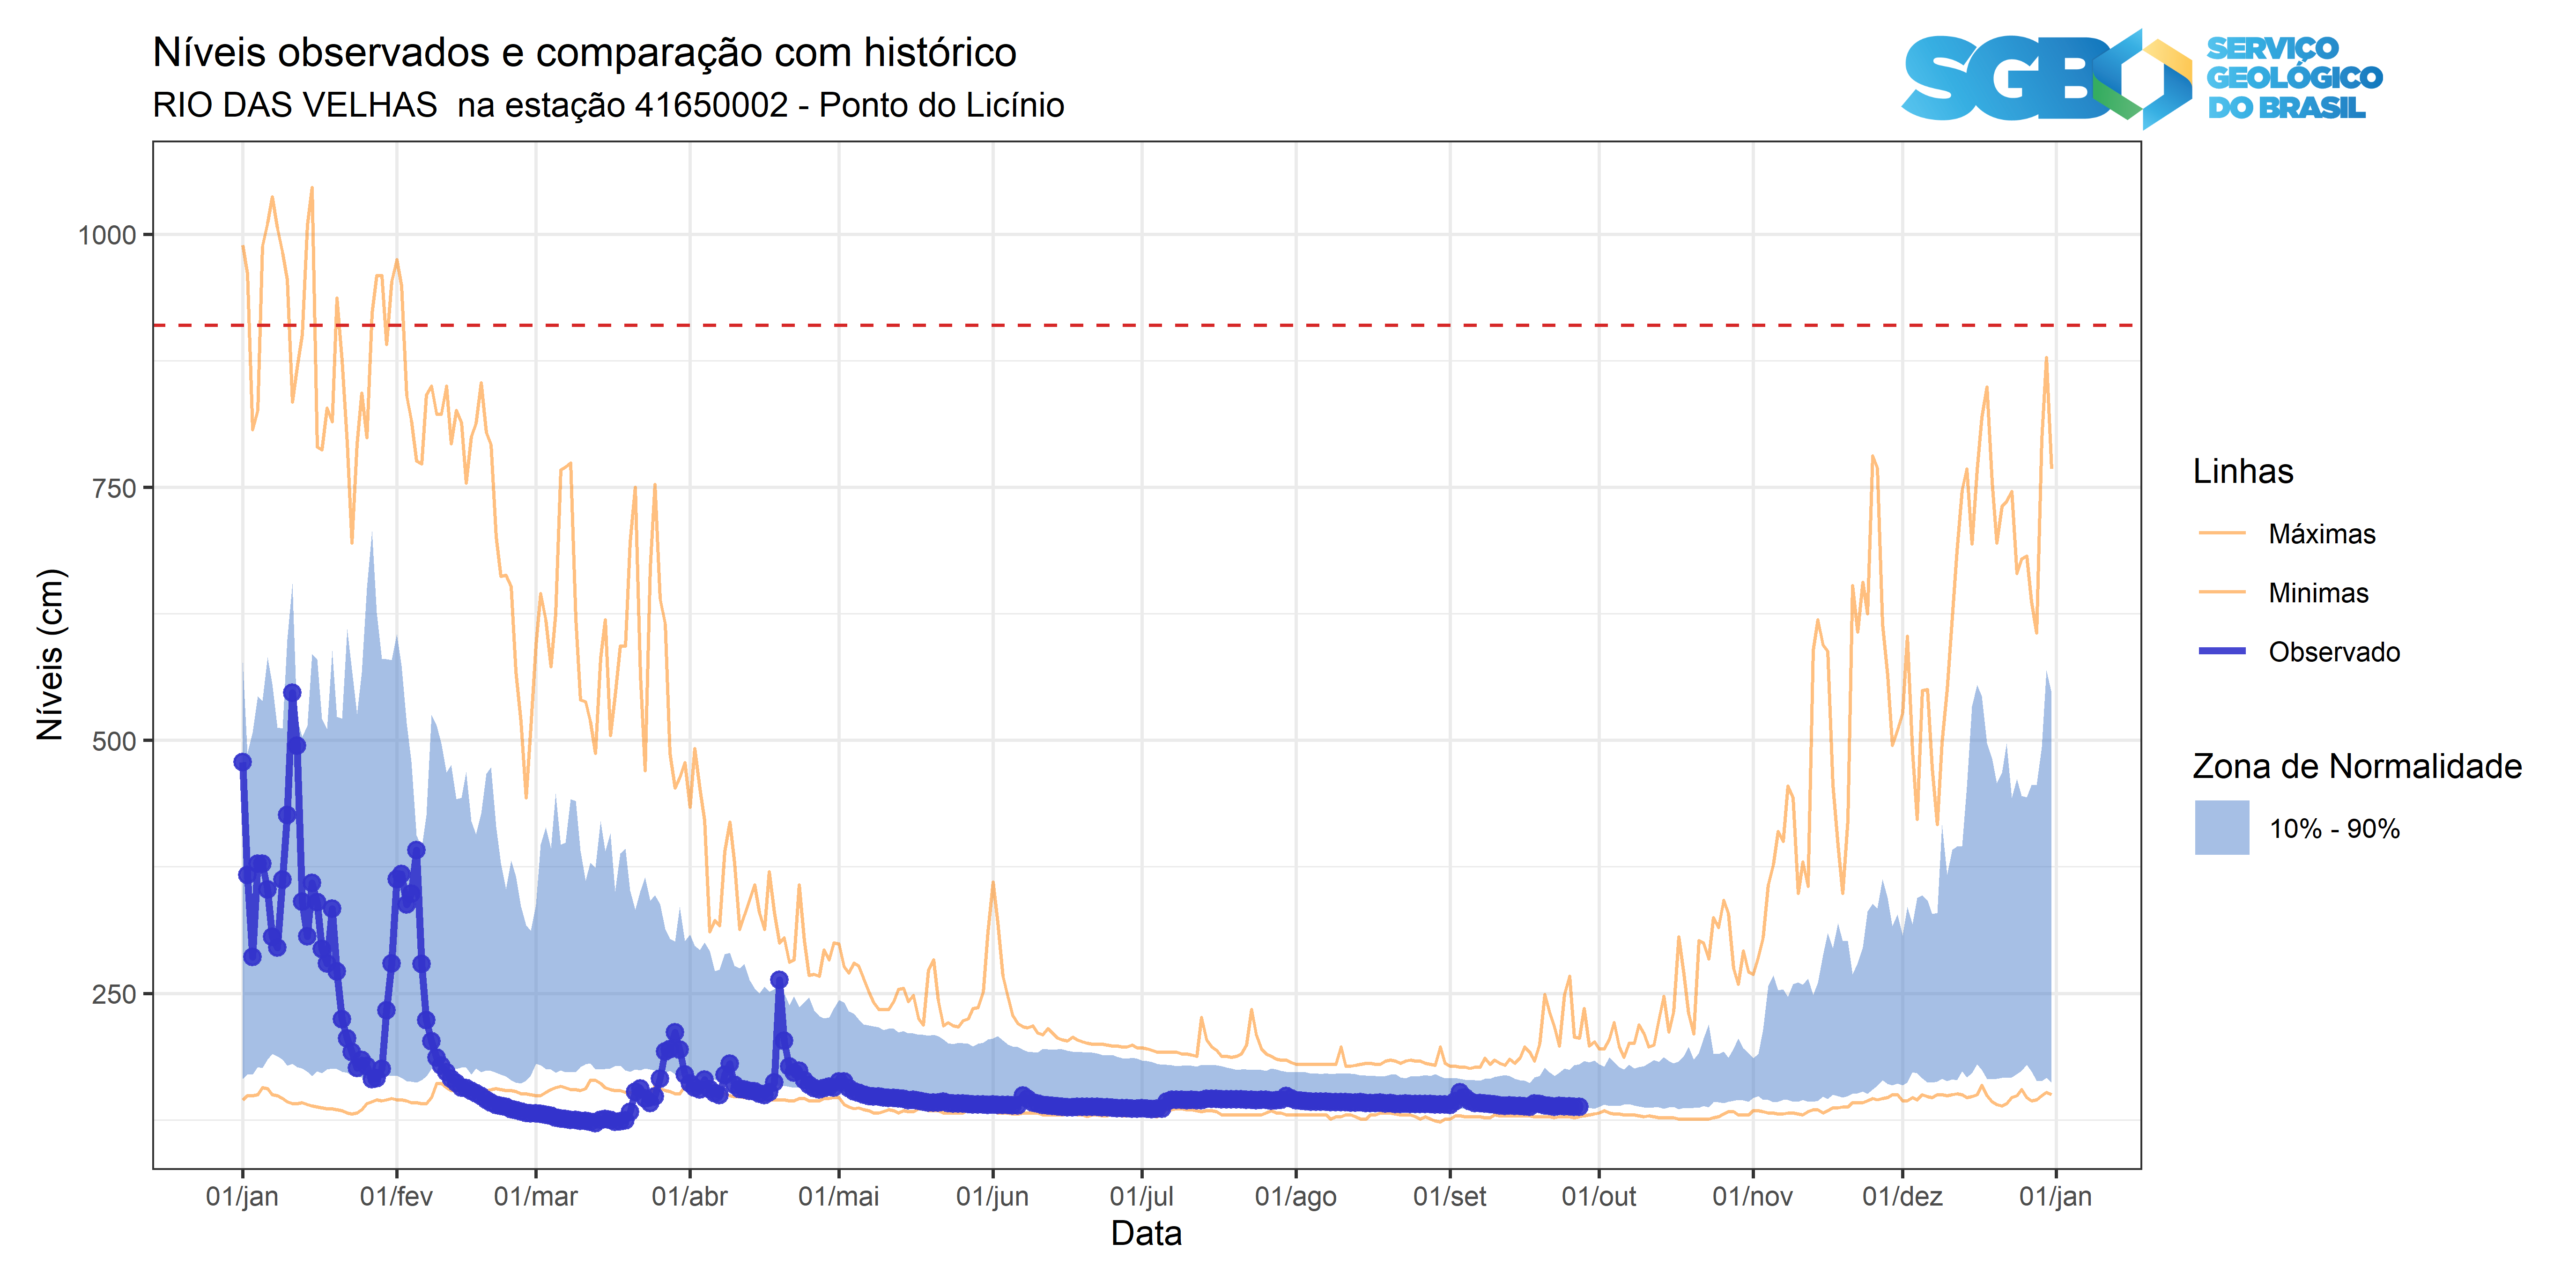 Níveis observados e comparação com histórico
RIO DAS VELHAS  na estação 41650002 - Ponto do Licínio
SGB
SERVIÇO
GEOLÓGICO
DO BRASIL
Níveis (cm)
1000
750
500
250
01/jan
01/fev
01/mar
01/abr
01/mai
01/jun
01/jul
01/ago
01/set
01/out
01/nov
01/dez
01/jan
Data
Linhas
Máximas
Minimas
Observado
Zona de Normalidade
10% - 90%